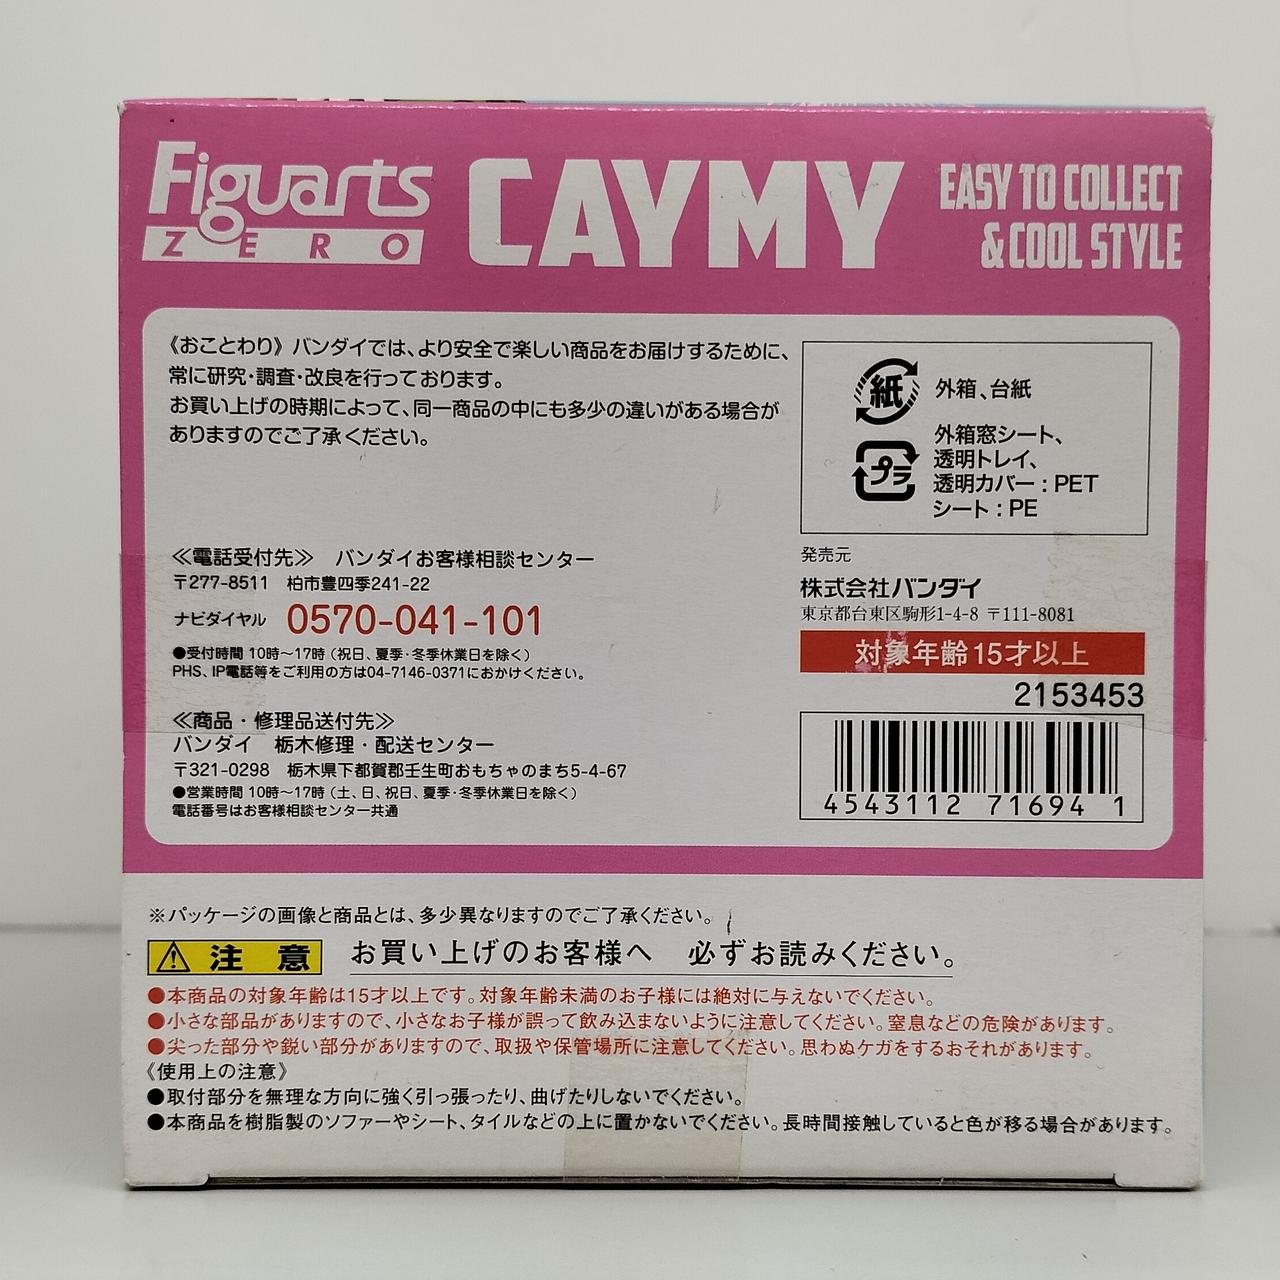 Figuarts
ZERO
CAYMY
EASY TO COLLECT
& COOL STYLE
《おことわり》バンダイでは、より安全で楽しい商品をお届けするために、
常に研究・調査・改良を行っております。
お買い上げの時期によって、同一商品の中にも多少の違いがある場合が
ありますのでご了承ください。
≪電話受付先≫　バンダイお客様相談センター
〒277-8511　柏市豊四季241-22
ナビダイヤル 0570-041-101
●受付時間 10時～17時（祝日、夏季・冬季休業日を除く）
PHS、IP電話等をご利用の方は04-7146-0371におかけください。
≪商品・修理品送付先≫
バンダイ　栃木修理・配送センター
〒321-0298　栃木県下都賀郡壬生町おもちゃのまち5-4-67
●営業時間 10時～17時（土、日、祝日、夏季・冬季休業日を除く）
電話番号はお客様相談センター共通
紙 外箱、台紙
プラ 外箱窓シート、
透明トレイ、
透明カバー：PET
シート：PE
発売元
株式会社バンダイ
東京都台東区駒形1-4-8 〒111-8081
対象年齢15才以上
2153453
4543112 71694 1
※パッケージの画像と商品とは、多少異なりますのでご了承ください。
注意 お買い上げのお客様へ　必ずお読みください。
●本商品の対象年齢は15才以上です。対象年齢未満のお子様には絶対に与えないでください。
●小さな部品がありますので、小さなお子様が誤って飲み込まないように注意してください。窒息などの危険があります。
●尖った部分や鋭い部分がありますので、取扱や保管場所に注意してください。思わぬケガをするおそれがあります。
《使用上の注意》
●取付部分を無理な方向に強く引っ張ったり、曲げたりしないでください。
●本商品を樹脂製のソファーやシート、タイルなどの上に置かないでください。長時間接触していると色が移る場合があります。